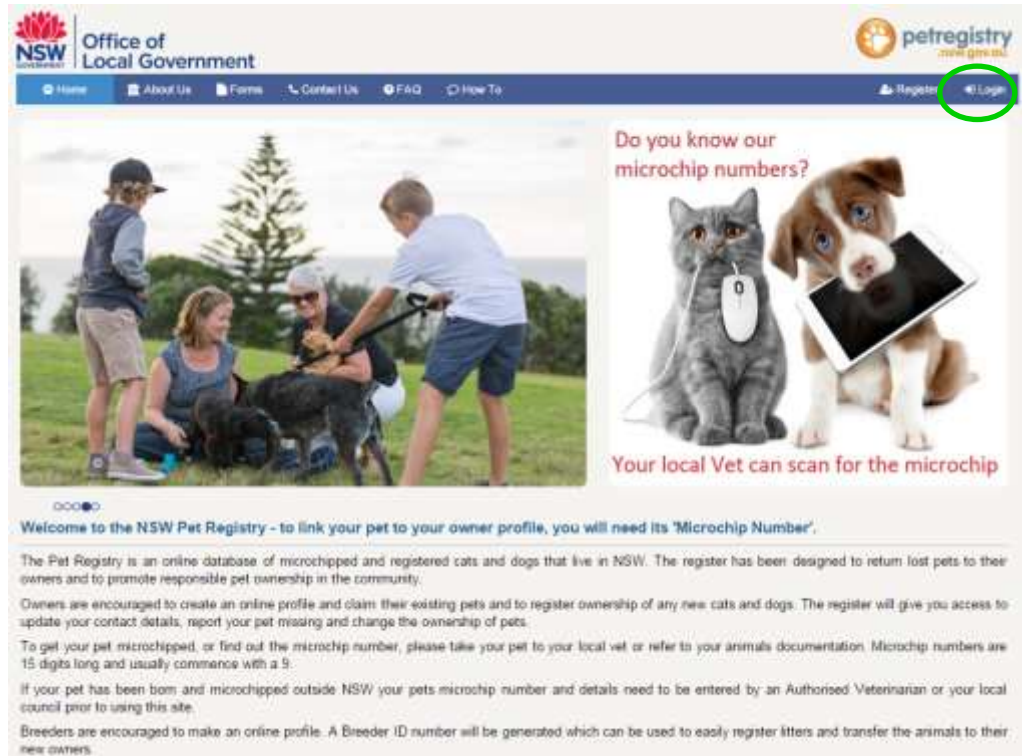 NSW
GOVERNMENT
Office of
Local Government
petregistry
.nsw.gov.au
Home About Us Forms Contact Us FAQ How To Register Login
Do you know our
microchip numbers?
Your local Vet can scan for the microchip
Welcome to the NSW Pet Registry - to link your pet to your owner profile, you will need its 'Microchip Number'.
The Pet Registry is an online database of microchipped and registered cats and dogs that live in NSW. The register has been designed to return lost pets to their
owners and to promote responsible pet ownership in the community.
Owners are encouraged to create an online profile and claim their existing pets and to register ownership of any new cats and dogs. The register will give you access to
update your contact details, report your pet missing and change the ownership of pets.
To get your pet microchipped, or find out the microchip number, please take your pet to your local vet or refer to your animals documentation. Microchip numbers are
15 digits long and usually commence with a 9.
If your pet has been born and microchipped outside NSW your pets microchip number and details need to be entered by an Authorised Veterinarian or your local
council prior to using this site.
Breeders are encouraged to make an online profile. A Breeder ID number will be generated which can be used to easily register litters and transfer the animals to their
new owners.